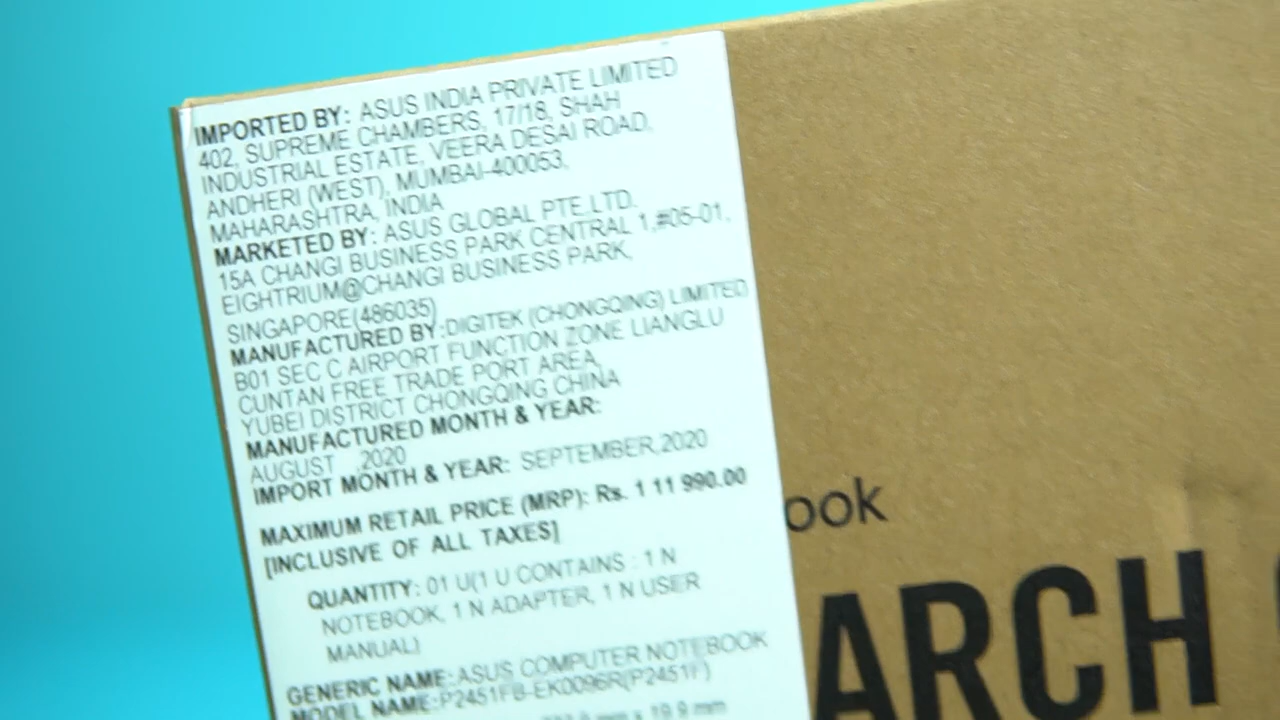 IMPORTED BY: ASUS INDIA PRIVATE LIMITED
402, SUPREME CHAMBERS, 17/18, SHAH
INDUSTRIAL ESTATE, VEERA DESAI ROAD,
ANDHERI (WEST), MUMBAI-400053,
MAHARASHTRA, INDIA
MARKETED BY: ASUS GLOBAL PTE.LTD.
15A CHANGI BUSINESS PARK CENTRAL 1,#05-01,
EIGHTRIUM@CHANGI BUSINESS PARK,
SINGAPORE(486035)
MANUFACTURED BY:DIGITEK (CHONGQING) LIMITED
B01 SEC C AIRPORT FUNCTION ZONE LIANGLU
CUNTAN FREE TRADE PORT AREA,
YUBEI DISTRICT CHONGQING CHINA
MANUFACTURED MONTH & YEAR:
AUGUST ,2020
IMPORT MONTH & YEAR: SEPTEMBER,2020
MAXIMUM RETAIL PRICE (MRP): Rs. 1 11 990.00
[INCLUSIVE OF ALL TAXES]
QUANTITY: 01 U(1 U CONTAINS : 1 N
NOTEBOOK, 1 N ADAPTER, 1 N USER
MANUAL)
GENERIC NAME:ASUS COMPUTER NOTEBOOK
MODEL NAME:P2451FB-EK0096R(P2451F)
mm x 19.9 mm
ook
ARCH